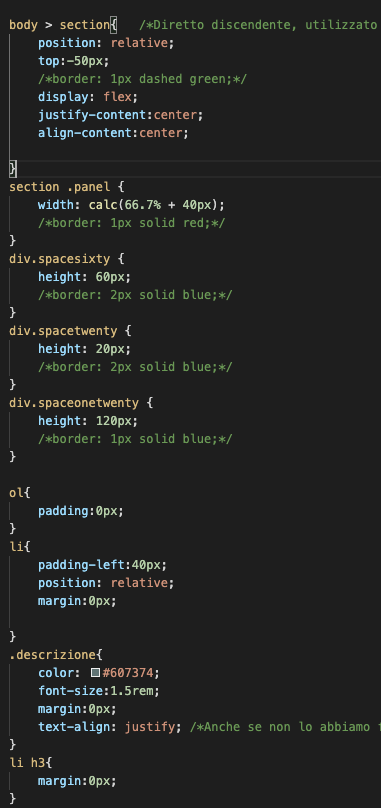 body > section{   /*Diretto discendente, utilizzato
    position: relative;
    top:-50px;
    /*border: 1px dashed green;*/
    display: flex;
    justify-content:center;
    align-content:center;
}
section .panel {
    width: calc(66.7% + 40px);
    /*border: 1px solid red;*/
}
div.spacesixty {
    height: 60px;
    /*border: 2px solid blue;*/
}
div.spacetwenty {
    height: 20px;
    /*border: 2px solid blue;*/
}
div.spaceonetwenty {
    height: 120px;
    /*border: 1px solid blue;*/
}
ol{
    padding:0px;
}
li{
    padding-left:40px;
    position: relative;
    margin:0px;
}
.descrizione{
    color: #607374;
    font-size:1.5rem;
    margin:0px;
    text-align: justify; /*Anche se non lo abbiamo
}
li h3{
    margin:0px;
}